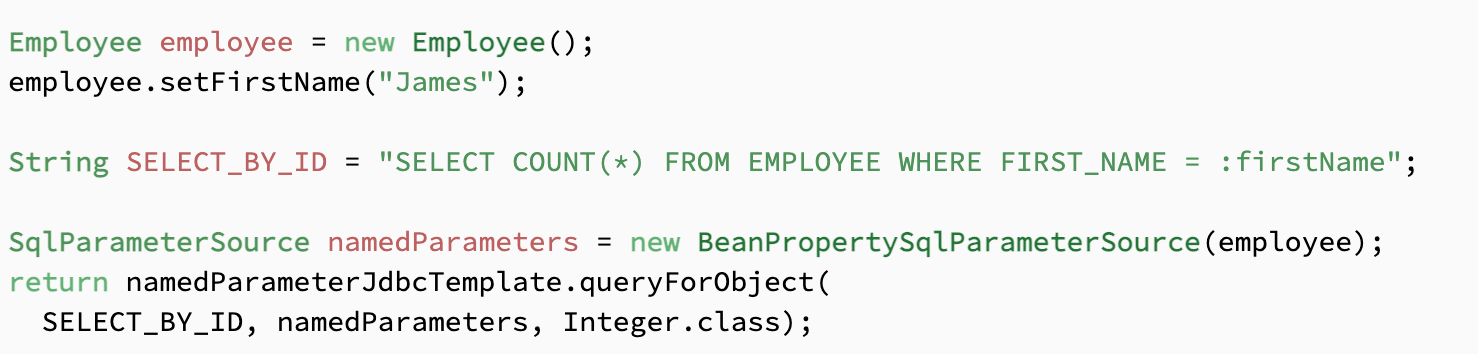 Employee employee = new Employee();
employee.setFirstName("James");
String SELECT_BY_ID = "SELECT COUNT(*) FROM EMPLOYEE WHERE FIRST_NAME = :firstName";
SqlParameterSource namedParameters = new BeanPropertySqlParameterSource(employee);
return namedParameterJdbcTemplate.queryForObject(
  SELECT_BY_ID, namedParameters, Integer.class);